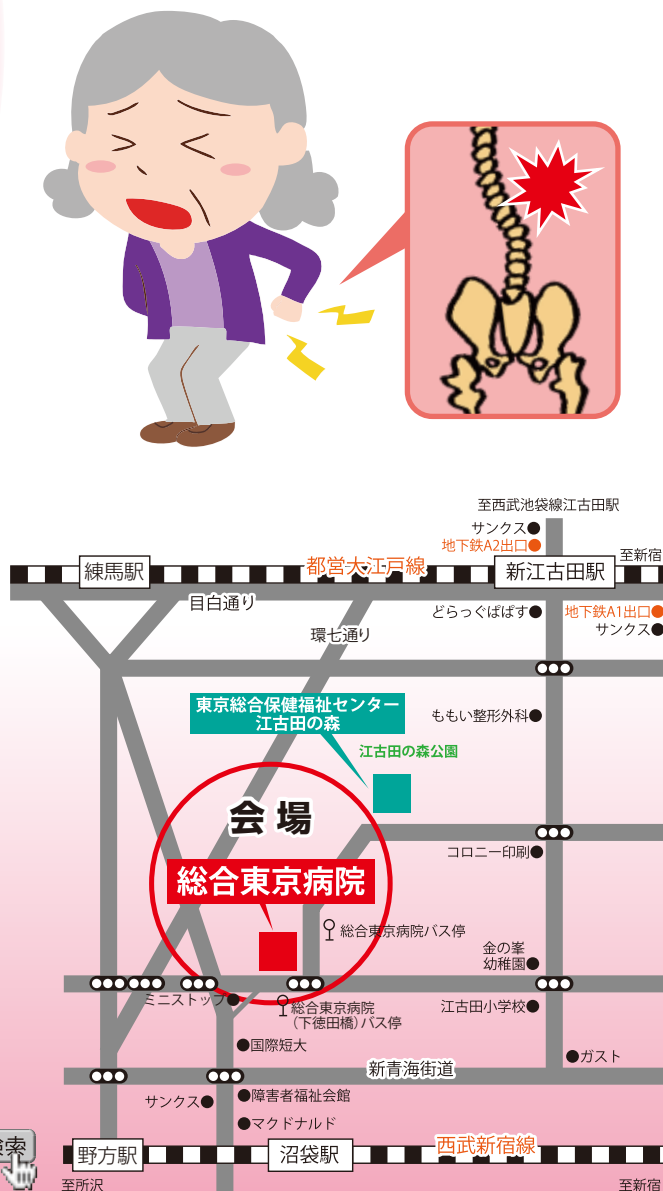 至西武池袋線江古田駅
サンクス
地下鉄A2出口
至新宿
練馬駅
都営大江戸線
新江古田駅
目白通り
どらっぐぱぱす
地下鉄A1出口
サンクス
環七通り
東京総合保健福祉センター
江古田の森
ももい整形外科
江古田の森公園
会場
コロニー印刷
総合東京病院
総合東京病院バス停
金の峯
幼稚園
ミニストップ
総合東京病院
(下徳田橋)バス停
江古田小学校
国際短大
ガスト
新青海街道
障害者福祉会館
サンクス
マクドナルド
検索
野方駅
沼袋駅
西武新宿線
至所沢
至新宿